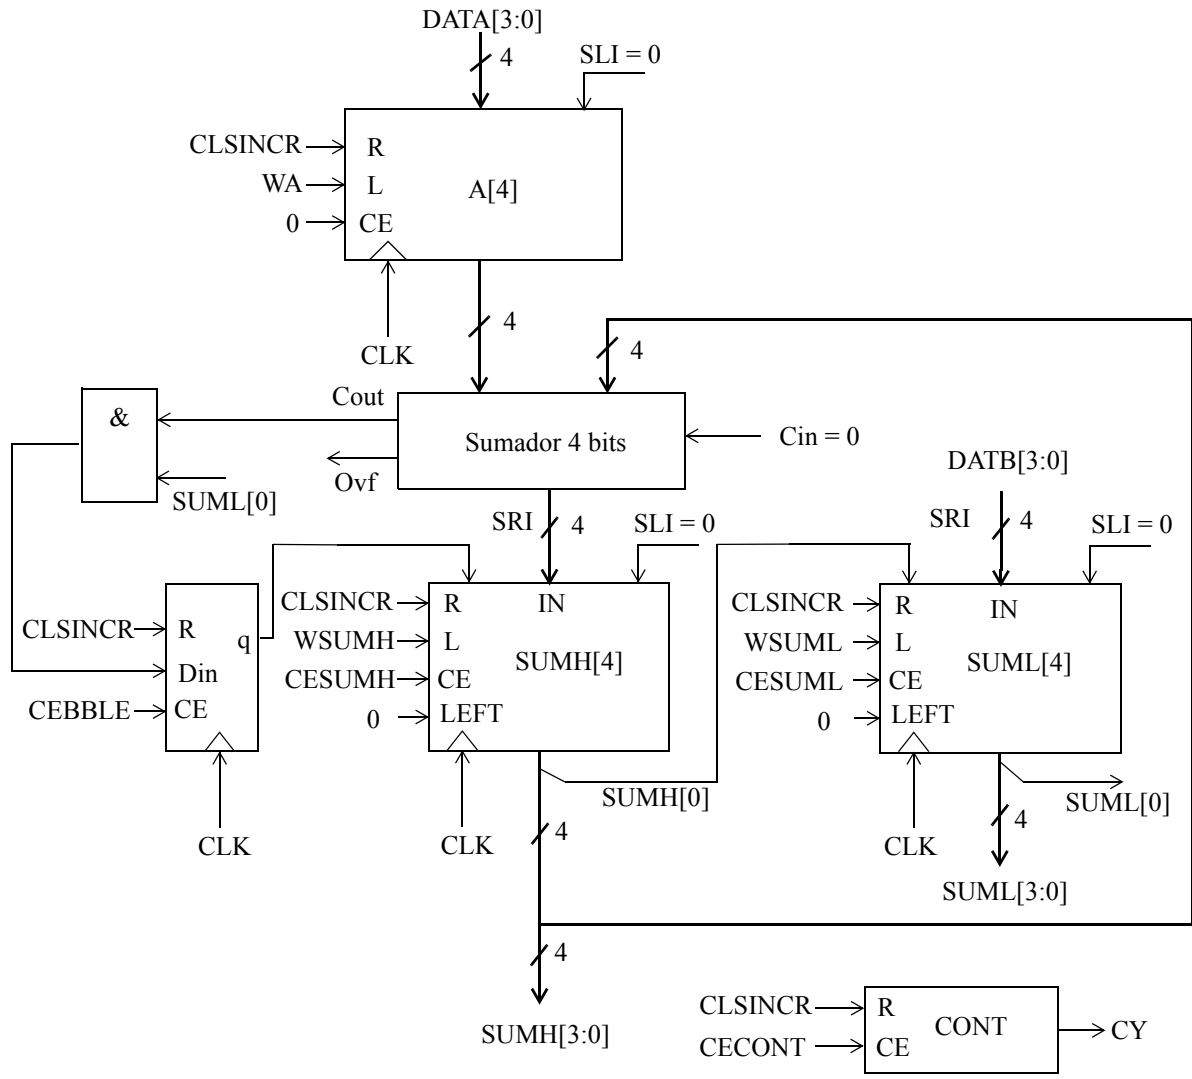 DATA[3:0]
4
SLI = 0
CLSINCR
R
WA
L
A[4]
0
CE
CLK
4
4
Cout
&
Sumador 4 bits
Cin = 0
Ovf
SUML[0]
DATB[3:0]
SRI
4
SLI = 0
SRI
4
SLI = 0
CLSINCR
R
q
Din
CEBBLE
CE
CLK
CLSINCR
R
IN
WSUMH
L
SUMH[4]
CESUMH
CE
0
LEFT
CLK
SUMH[0]
4
CLSINCR
R
IN
WSUML
L
SUML[4]
CESUML
CE
0
LEFT
CLK
SUML[0]
4
SUML[3:0]
4
SUMH[3:0]
CLSINCR
R
CONT
CY
CECONT
CE